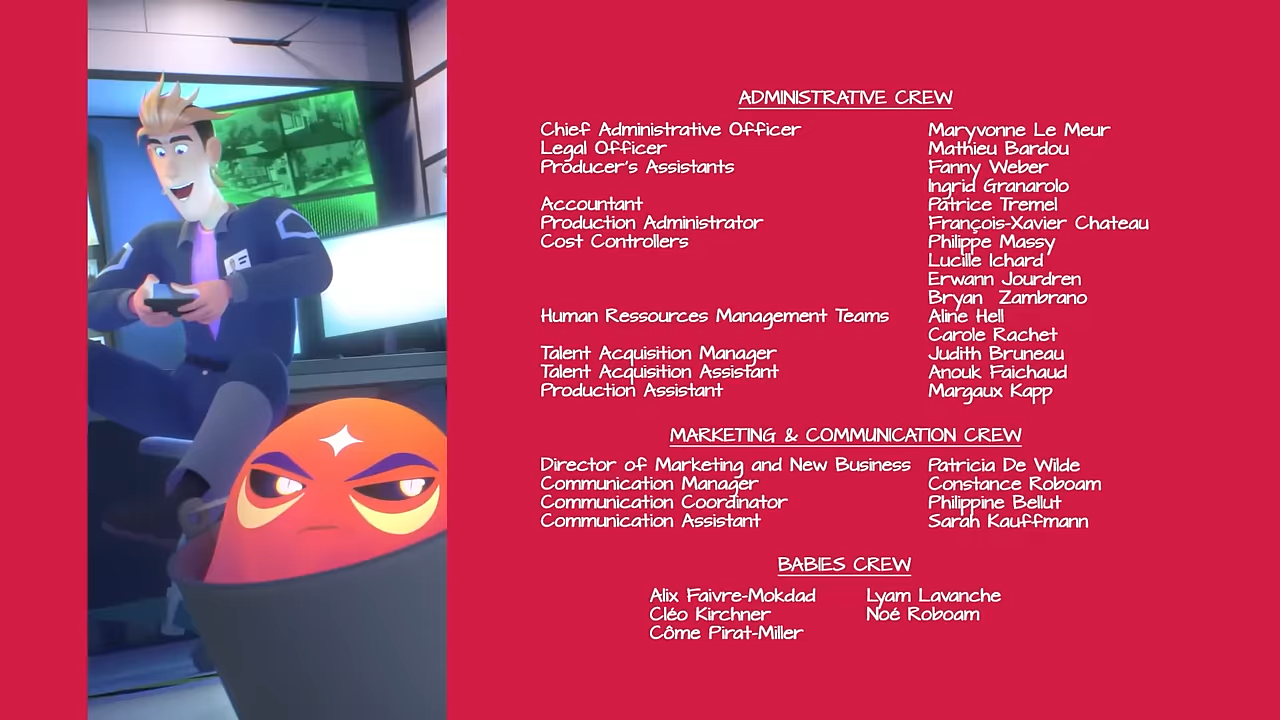 ADMINISTRATIVE CREW
Chief Administrative Officer Maryvonne Le Meur
Legal Officer Mathieu Bardou
Producer's Assistants Fanny Weber
Ingrid Granarolo
Accountant Patrice Tremel
Production Administrator François-Xavier Chateau
Cost Controllers Philippe Massy
Lucille Ichard
Erwann Jourdren
Bryan Zambrano
Human Ressources Management Teams Aline Hell
Carole Rachet
Talent Acquisition Manager Judith Bruneau
Talent Acquisition Assistant Anouk Faichaud
Production Assistant Margaux Kapp
MARKETING & COMMUNICATION CREW
Director of Marketing and New Business Patricia De Wilde
Communication Manager Constance Roboam
Communication Coordinator Philippine Bellut
Communication Assistant Sarah Kauffmann
BABIES CREW
Alix Faivre-Mokdad Lyam Lavanche
Cléo Kirchner Noé Roboam
Côme Pirat-Miller